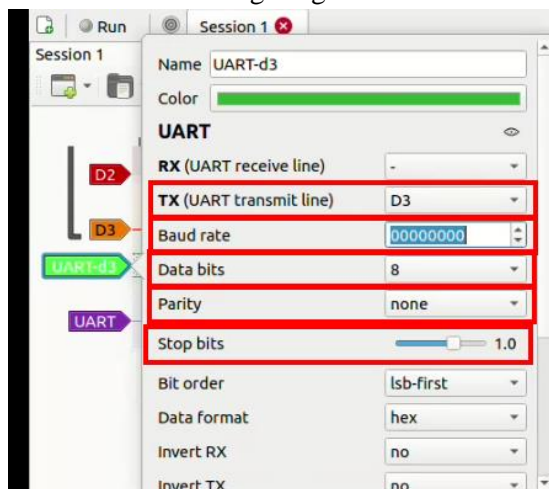 Run
Session 1
Session 1
Name UART-d3
Color
UART
RX (UART receive line) -
D2
TX (UART transmit line) D3
D3
Baud rate 00000000
UART-d3
Data bits 8
Parity none
UART
Stop bits 1.0
Bit order lsb-first
Data format hex
Invert RX no
Invert TX no